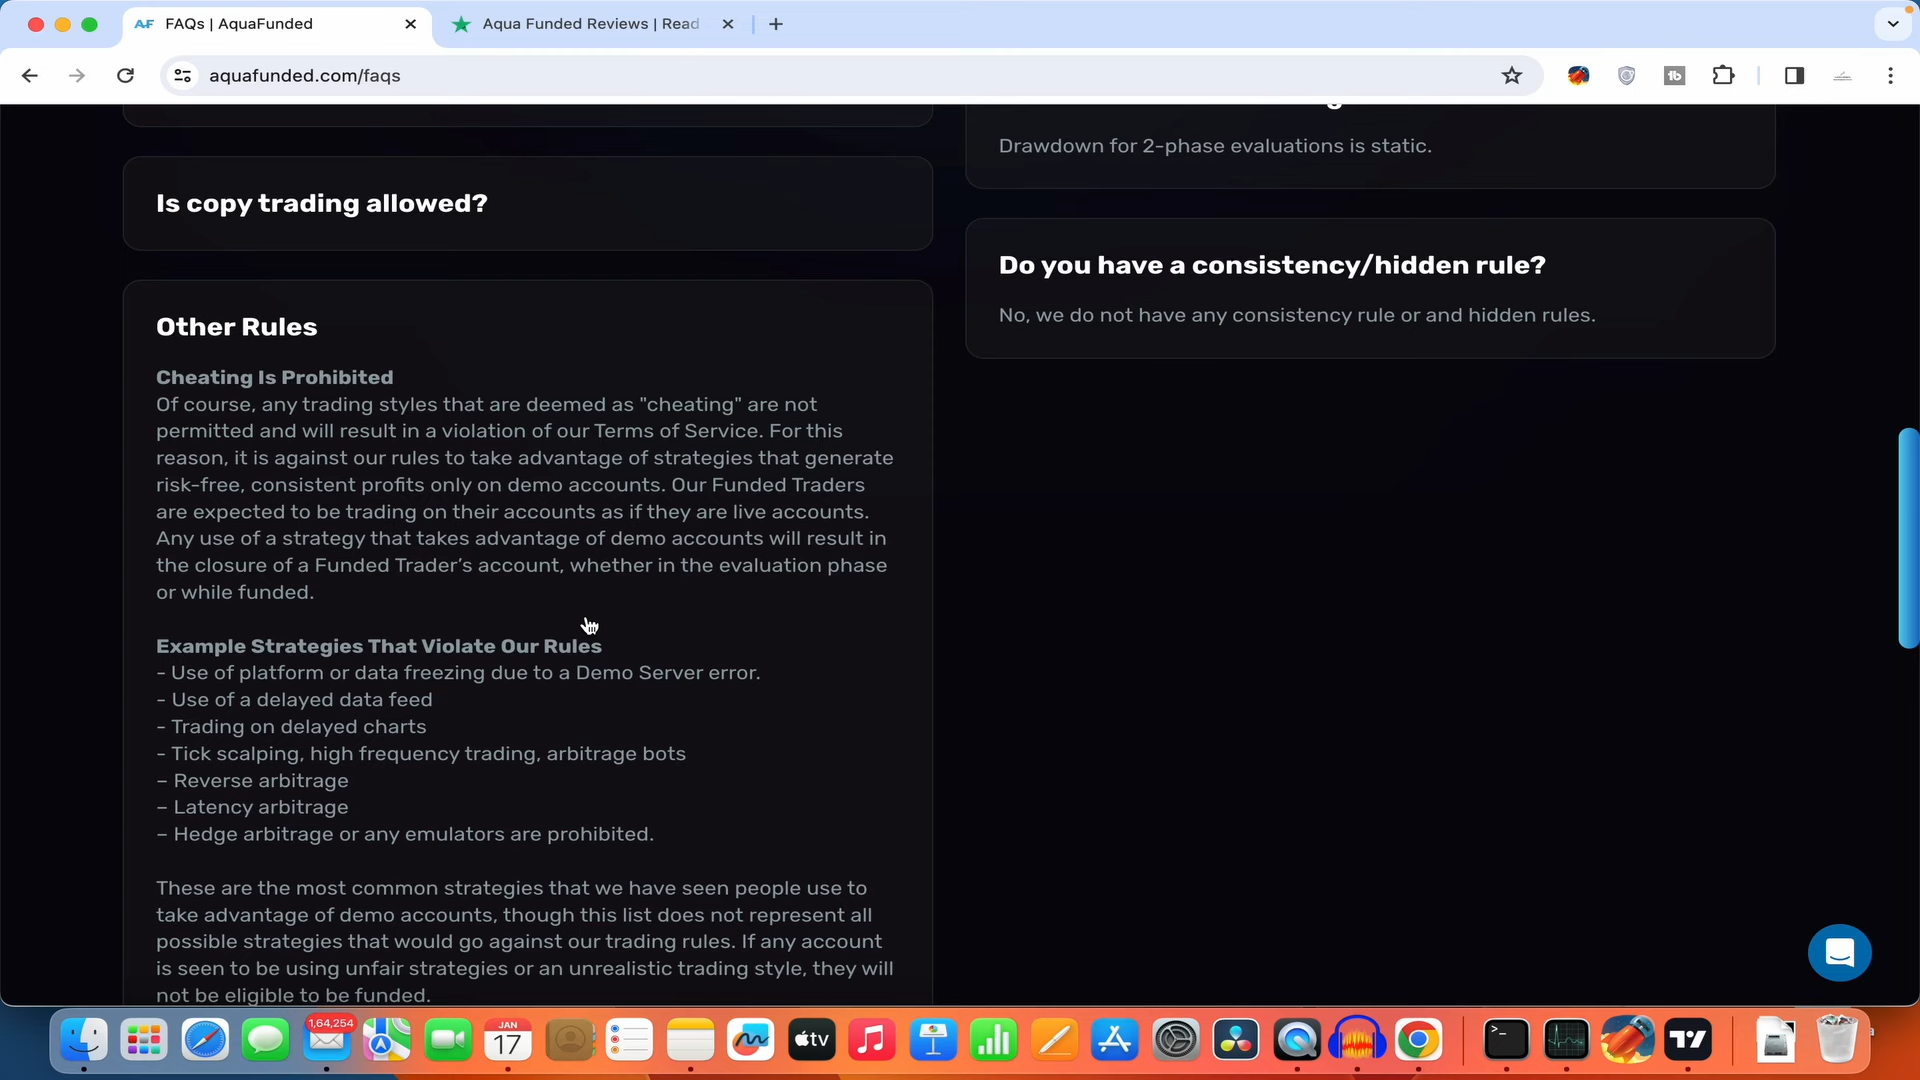 AF FAQs | AquaFunded
Aqua Funded Reviews | Read
aquafunded.com/faqs
tb
Is copy trading allowed?
Other Rules
Cheating Is Prohibited
Of course, any trading styles that are deemed as "cheating" are not
permitted and will result in a violation of our Terms of Service. For this
reason, it is against our rules to take advantage of strategies that generate
risk-free, consistent profits only on demo accounts. Our Funded Traders
are expected to be trading on their accounts as if they are live accounts.
Any use of a strategy that takes advantage of demo accounts will result in
the closure of a Funded Trader’s account, whether in the evaluation phase
or while funded.
Example Strategies That Violate Our Rules
- Use of platform or data freezing due to a Demo Server error.
- Use of a delayed data feed
- Trading on delayed charts
- Tick scalping, high frequency trading, arbitrage bots
– Reverse arbitrage
– Latency arbitrage
– Hedge arbitrage or any emulators are prohibited.
These are the most common strategies that we have seen people use to
take advantage of demo accounts, though this list does not represent all
possible strategies that would go against our trading rules. If any account
is seen to be using unfair strategies or an unrealistic trading style, they will
not be eligible to be funded.
Drawdown for 2-phase evaluations is static.
Do you have a consistency/hidden rule?
No, we do not have any consistency rule or and hidden rules.
1,64,254
JAN
17
tv